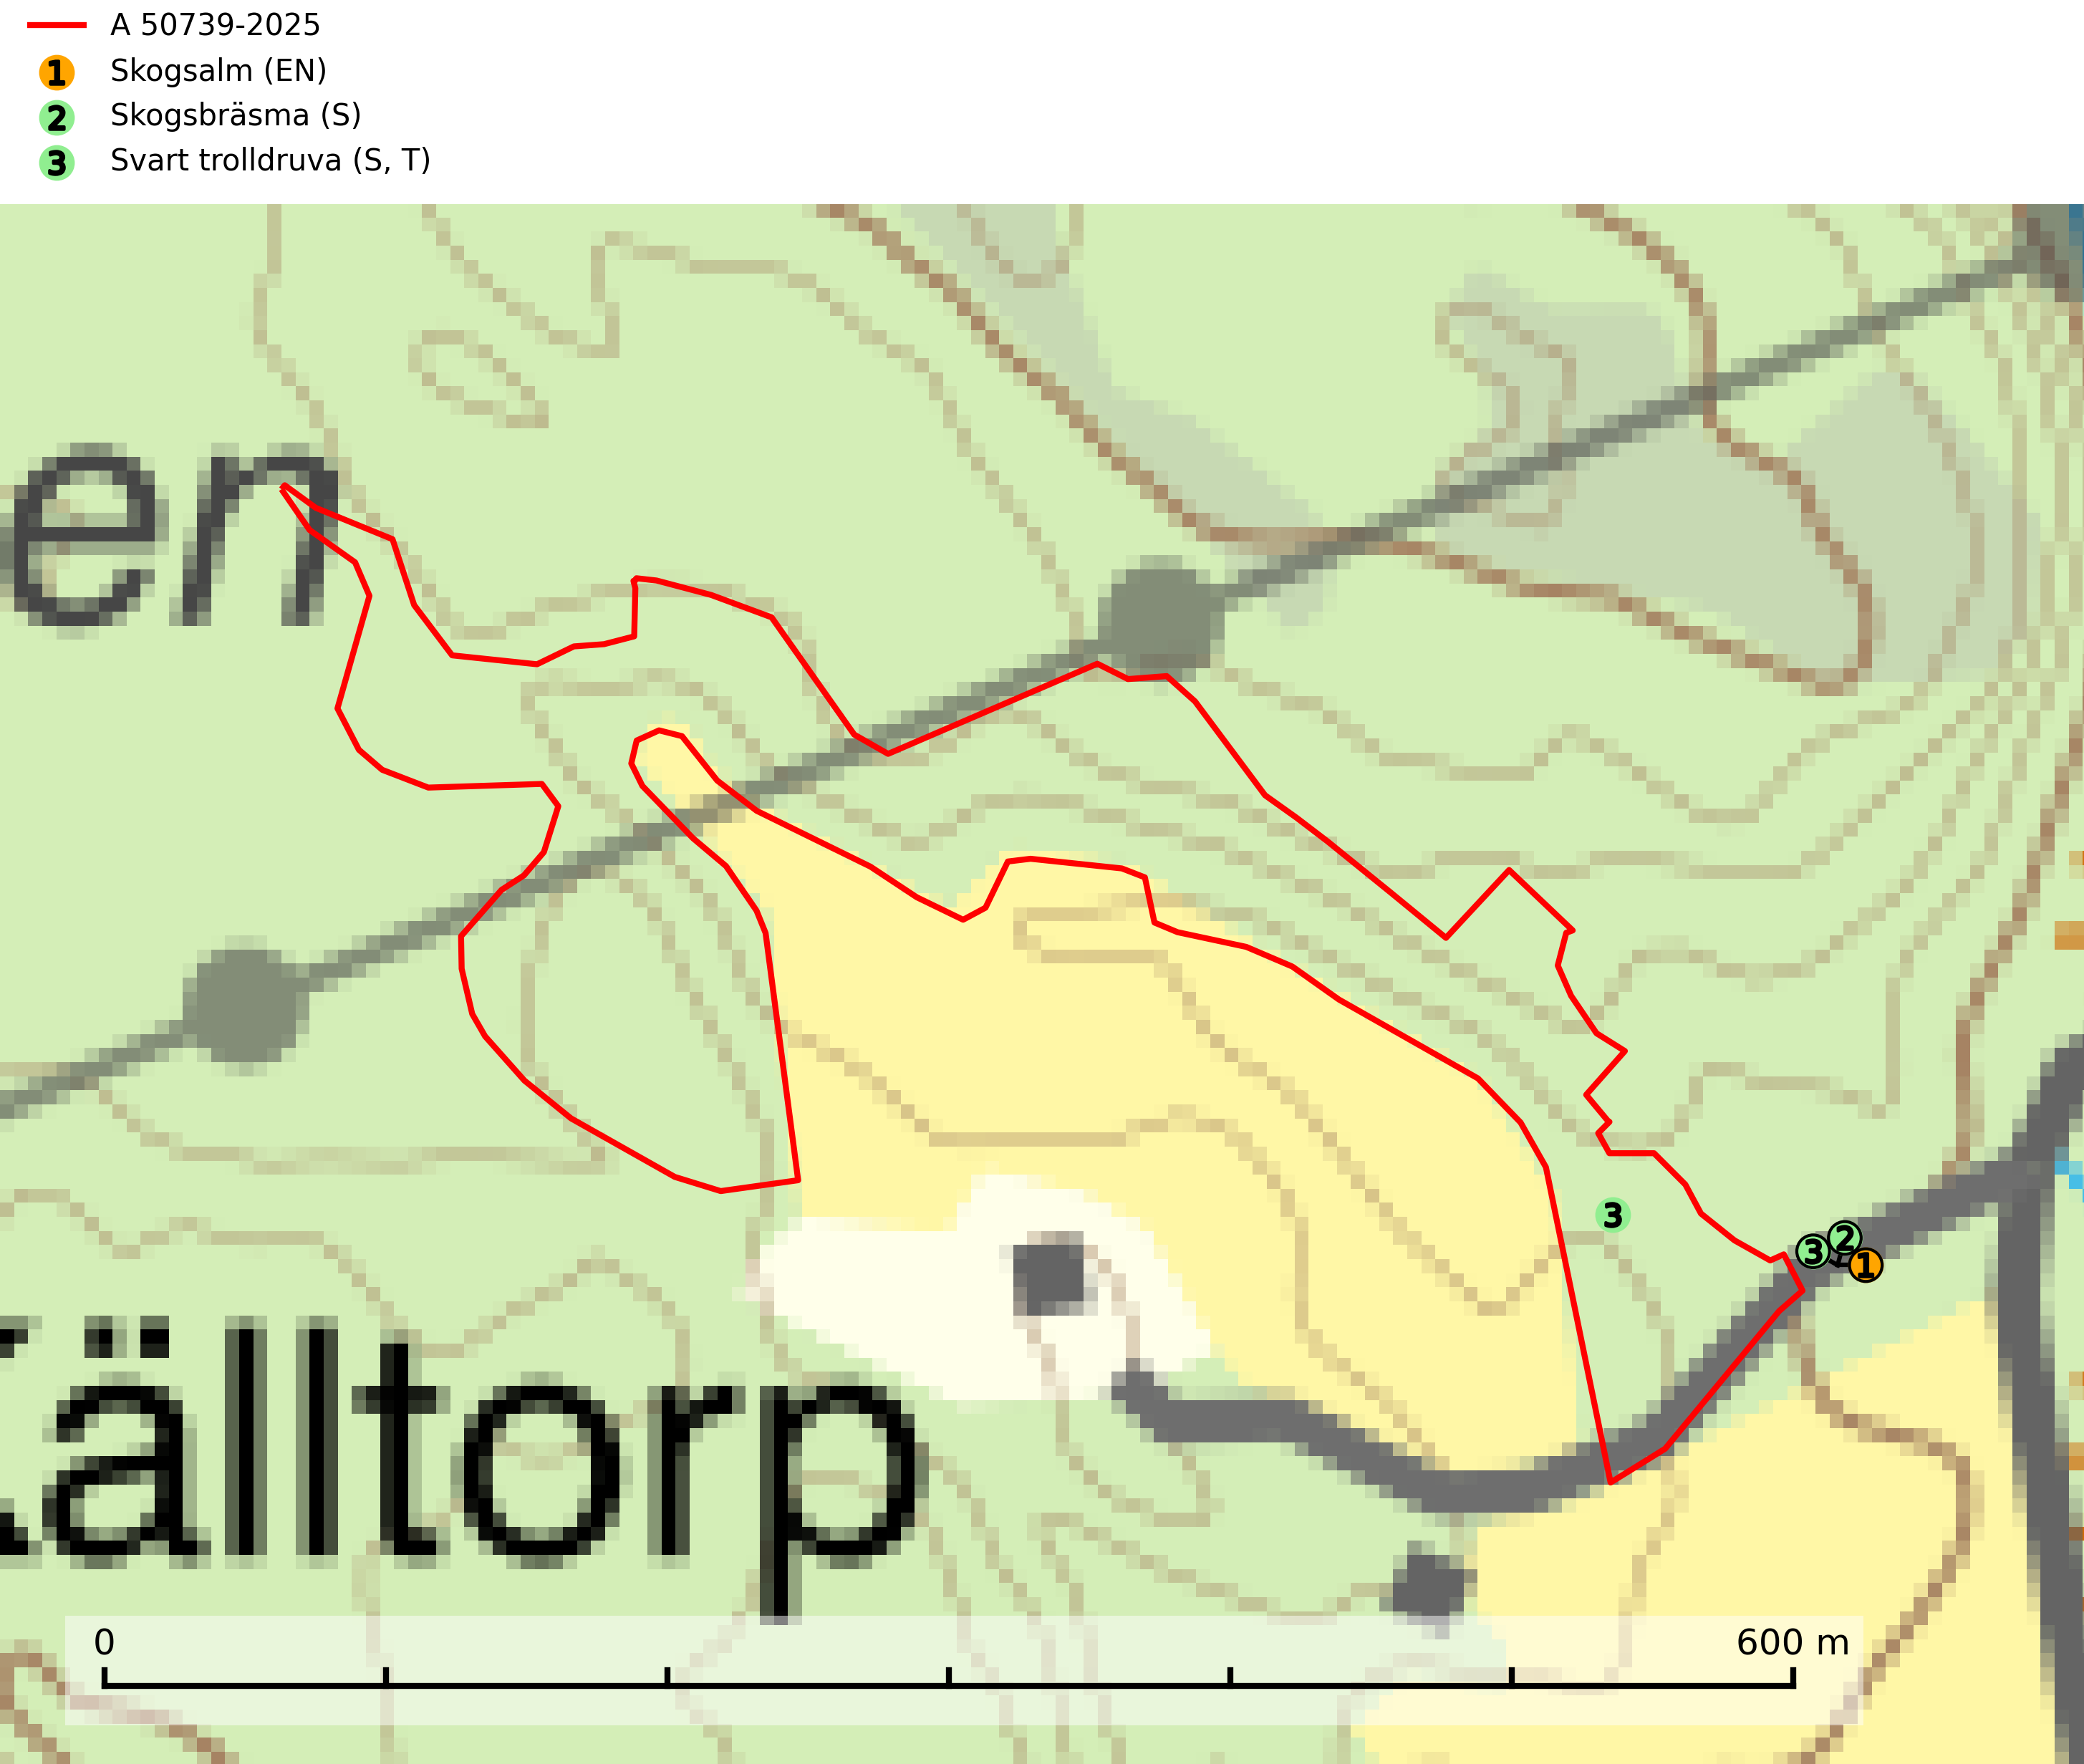 A 50739-2025
1 Skogsalm (EN)
2 Skogsbräsma (S)
3 Svart trolldruva (S, T)
en
3
3 2
1
älltorp
0 600 m